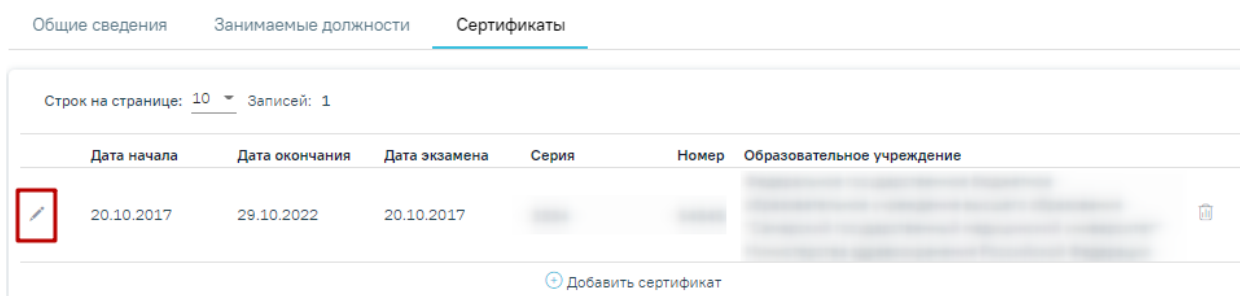 Общие сведения Занимаемые должности Сертификаты
Строк на странице: 10 Записей: 1
Дата начала Дата окончания Дата экзамена Серия Номер Образовательное учреждение
20.10.2017 29.10.2022 20.10.2017
Добавить сертификат